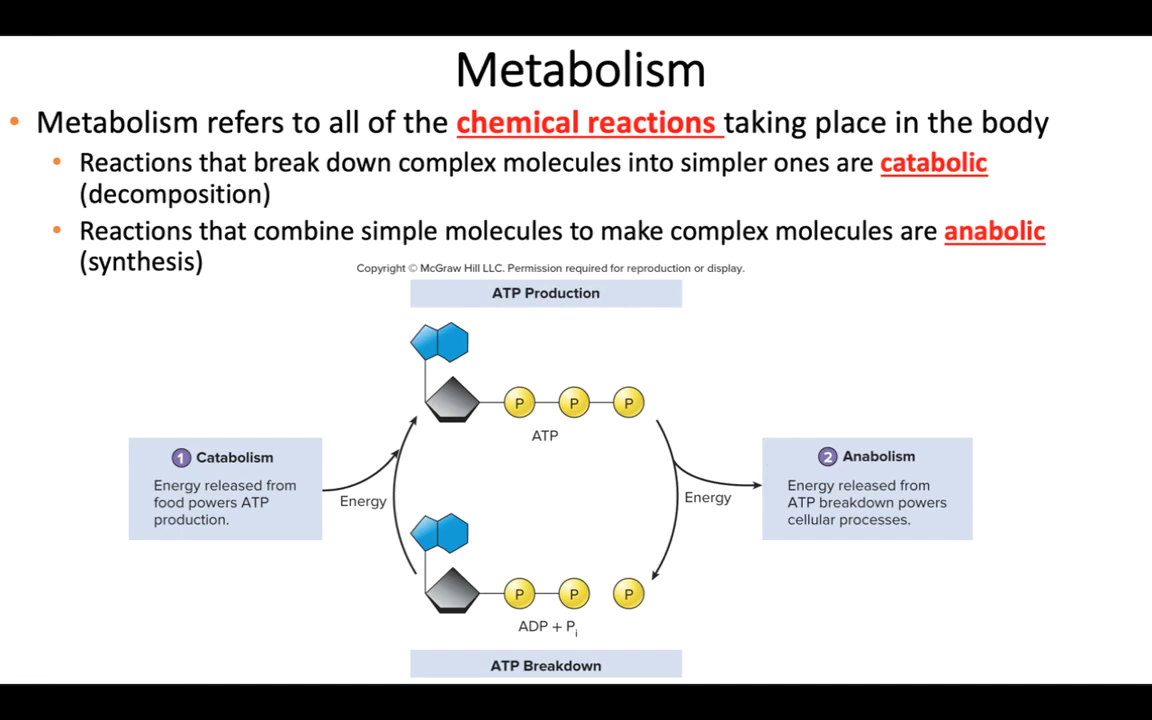 Metabolism
• Metabolism refers to all of the chemical reactions taking place in the body
• Reactions that break down complex molecules into simpler ones are catabolic
(decomposition)
• Reactions that combine simple molecules to make complex molecules are anabolic
(synthesis)
Copyright © McGraw Hill LLC. Permission required for reproduction or display.
ATP Production
P P P
ATP
1 Catabolism
Energy released from
food powers ATP
production.
Energy
Energy
2 Anabolism
Energy released from
ATP breakdown powers
cellular processes.
P P P
ADP + Pi
ATP Breakdown